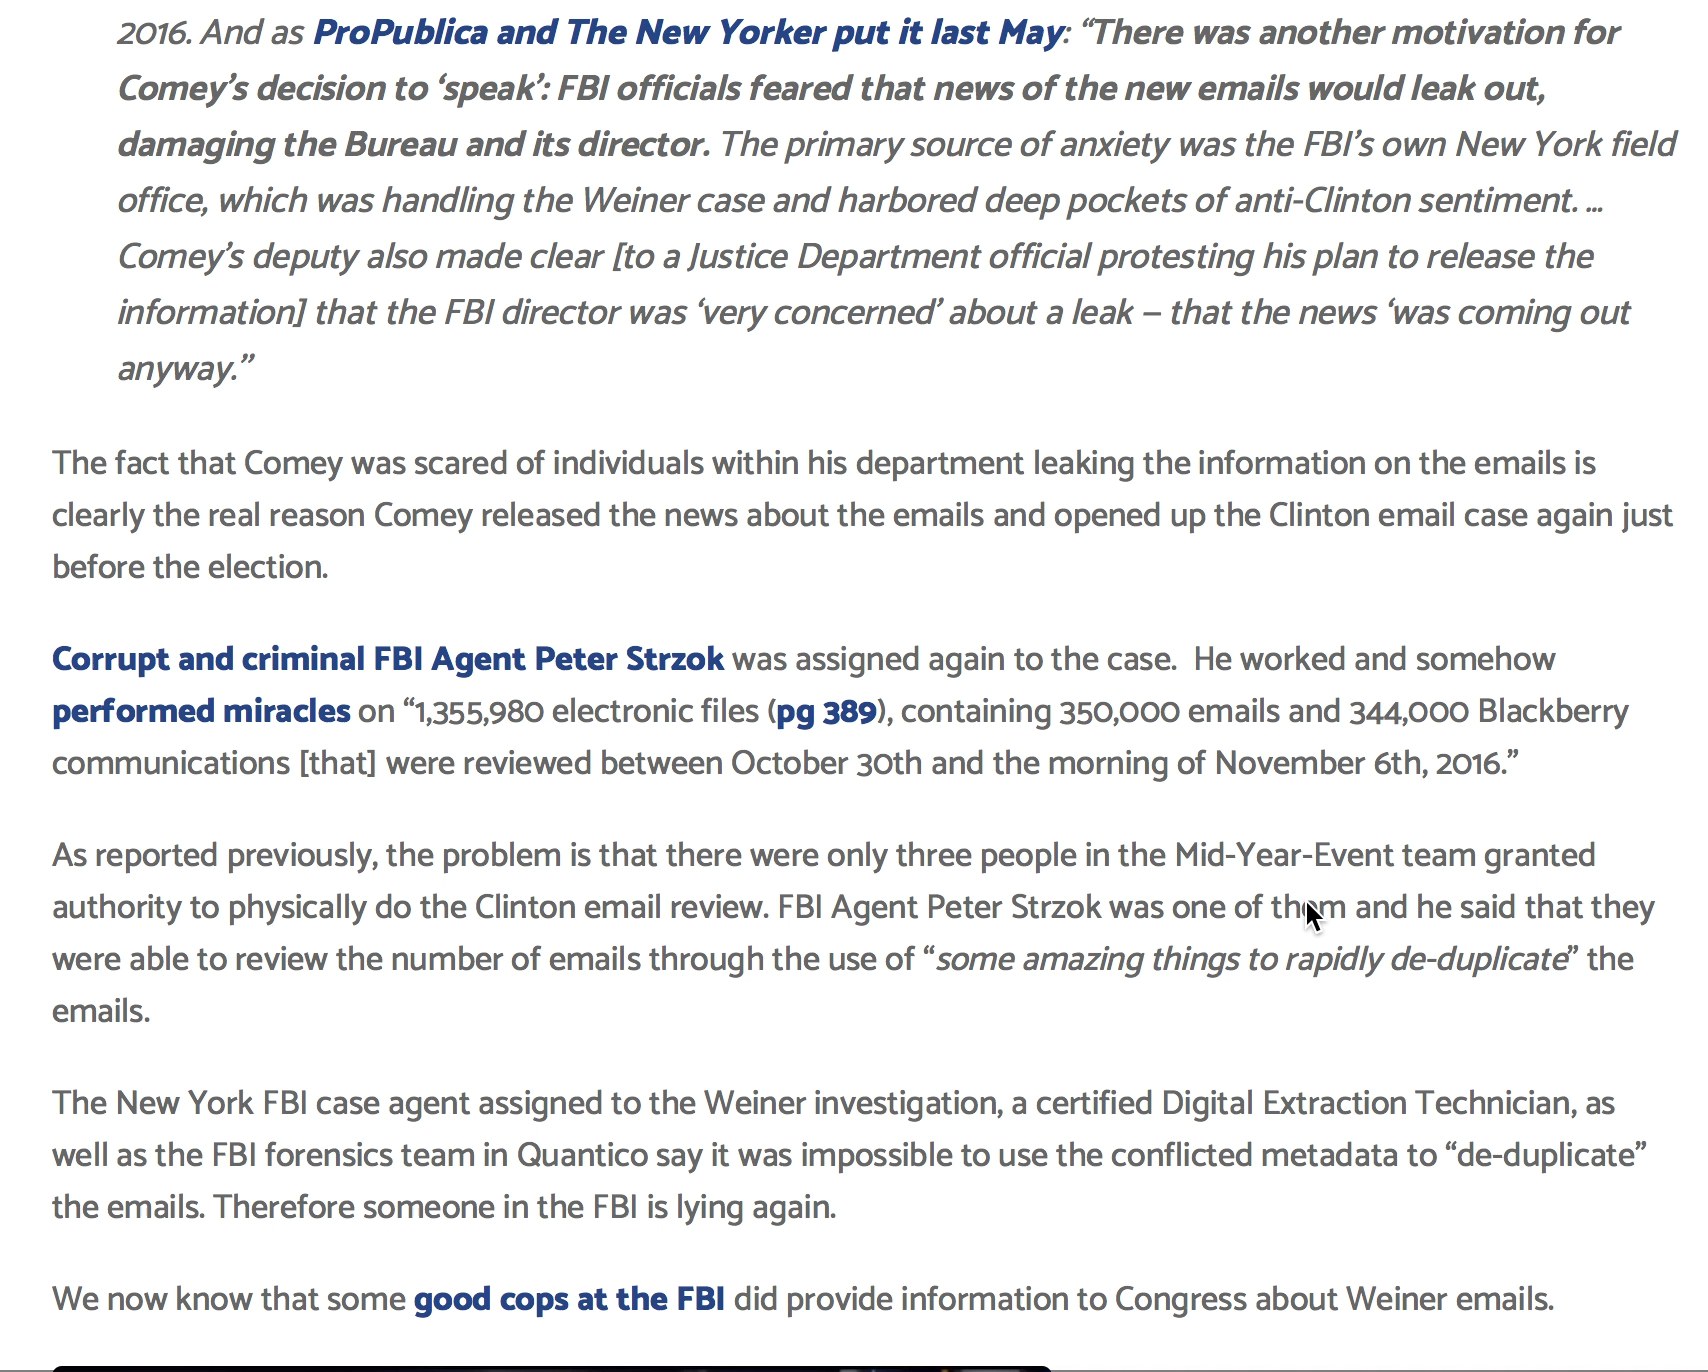 2016. And as ProPublica and The New Yorker put it last May: “There was another motivation for
Comey’s decision to ‘speak’: FBI officials feared that news of the new emails would leak out,
damaging the Bureau and its director. The primary source of anxiety was the FBI’s own New York field
office, which was handling the Weiner case and harbored deep pockets of anti-Clinton sentiment. ...
Comey’s deputy also made clear [to a Justice Department official protesting his plan to release the
information] that the FBI director was ‘very concerned’ about a leak – that the news ‘was coming out
anyway.”
The fact that Comey was scared of individuals within his department leaking the information on the emails is
clearly the real reason Comey released the news about the emails and opened up the Clinton email case again just
before the election.
Corrupt and criminal FBI Agent Peter Strzok was assigned again to the case.  He worked and somehow
performed miracles on “1,355,980 electronic files (pg 389), containing 350,000 emails and 344,000 Blackberry
communications [that] were reviewed between October 30th and the morning of November 6th, 2016.”
As reported previously, the problem is that there were only three people in the Mid-Year-Event team granted
authority to physically do the Clinton email review. FBI Agent Peter Strzok was one of them and he said that they
were able to review the number of emails through the use of “some amazing things to rapidly de-duplicate” the
emails.
The New York FBI case agent assigned to the Weiner investigation, a certified Digital Extraction Technician, as
well as the FBI forensics team in Quantico say it was impossible to use the conflicted metadata to “de-duplicate”
the emails. Therefore someone in the FBI is lying again.
We now know that some good cops at the FBI did provide information to Congress about Weiner emails.